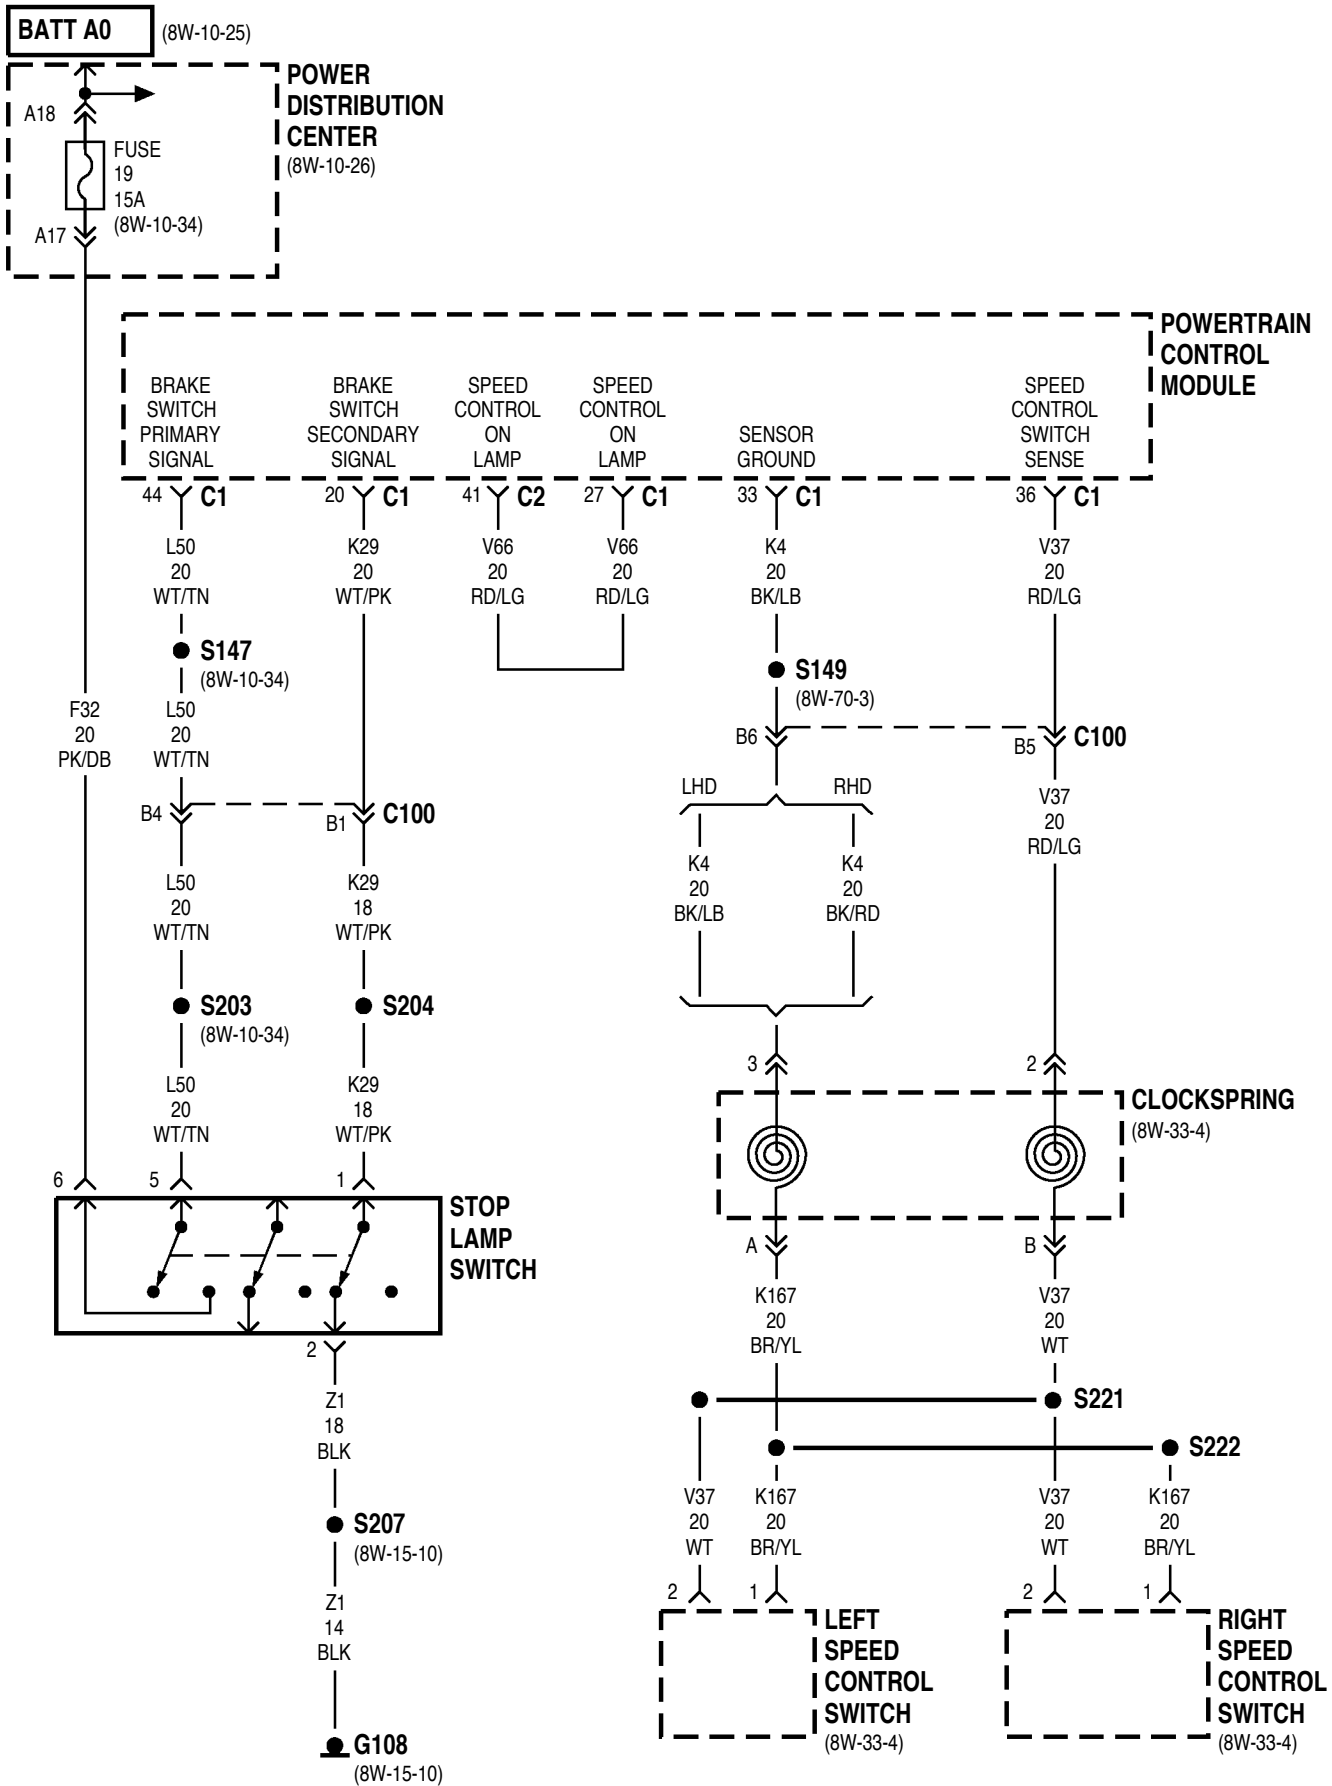 BATT A0
(8W-10-25)
POWER
DISTRIBUTION
CENTER
(8W-10-26)
A18
FUSE
19
15A
(8W-10-34)
A17
POWERTRAIN
CONTROL
MODULE
BRAKE
SWITCH
PRIMARY
SIGNAL
BRAKE
SWITCH
SECONDARY
SIGNAL
SPEED
CONTROL
ON
LAMP
SPEED
CONTROL
ON
LAMP
SENSOR
GROUND
SPEED
CONTROL
SWITCH
SENSE
44 C1
20 C1
41 C2
27 C1
33 C1
36 C1
L50
20
WT/TN
K29
20
WT/PK
V66
20
RD/LG
V66
20
RD/LG
K4
20
BK/LB
V37
20
RD/LG
S147
(8W-10-34)
S149
(8W-70-3)
F32
20
PK/DB
L50
20
WT/TN
B6
B5
C100
LHD
RHD
V37
20
RD/LG
B4
B1
C100
K4
20
BK/LB
K4
20
BK/RD
L50
20
WT/TN
K29
18
WT/PK
S203
(8W-10-34)
S204
L50
20
WT/TN
K29
18
WT/PK
3
2
CLOCKSPRING
(8W-33-4)
6
5
1
STOP
LAMP
SWITCH
A
B
K167
20
BR/YL
V37
20
WT
2
Z1
18
BLK
S221
S222
S207
(8W-15-10)
V37
20
WT
K167
20
BR/YL
V37
20
WT
K167
20
BR/YL
2
1
2
1
Z1
14
BLK
LEFT
SPEED
CONTROL
SWITCH
(8W-33-4)
RIGHT
SPEED
CONTROL
SWITCH
(8W-33-4)
G108
(8W-15-10)